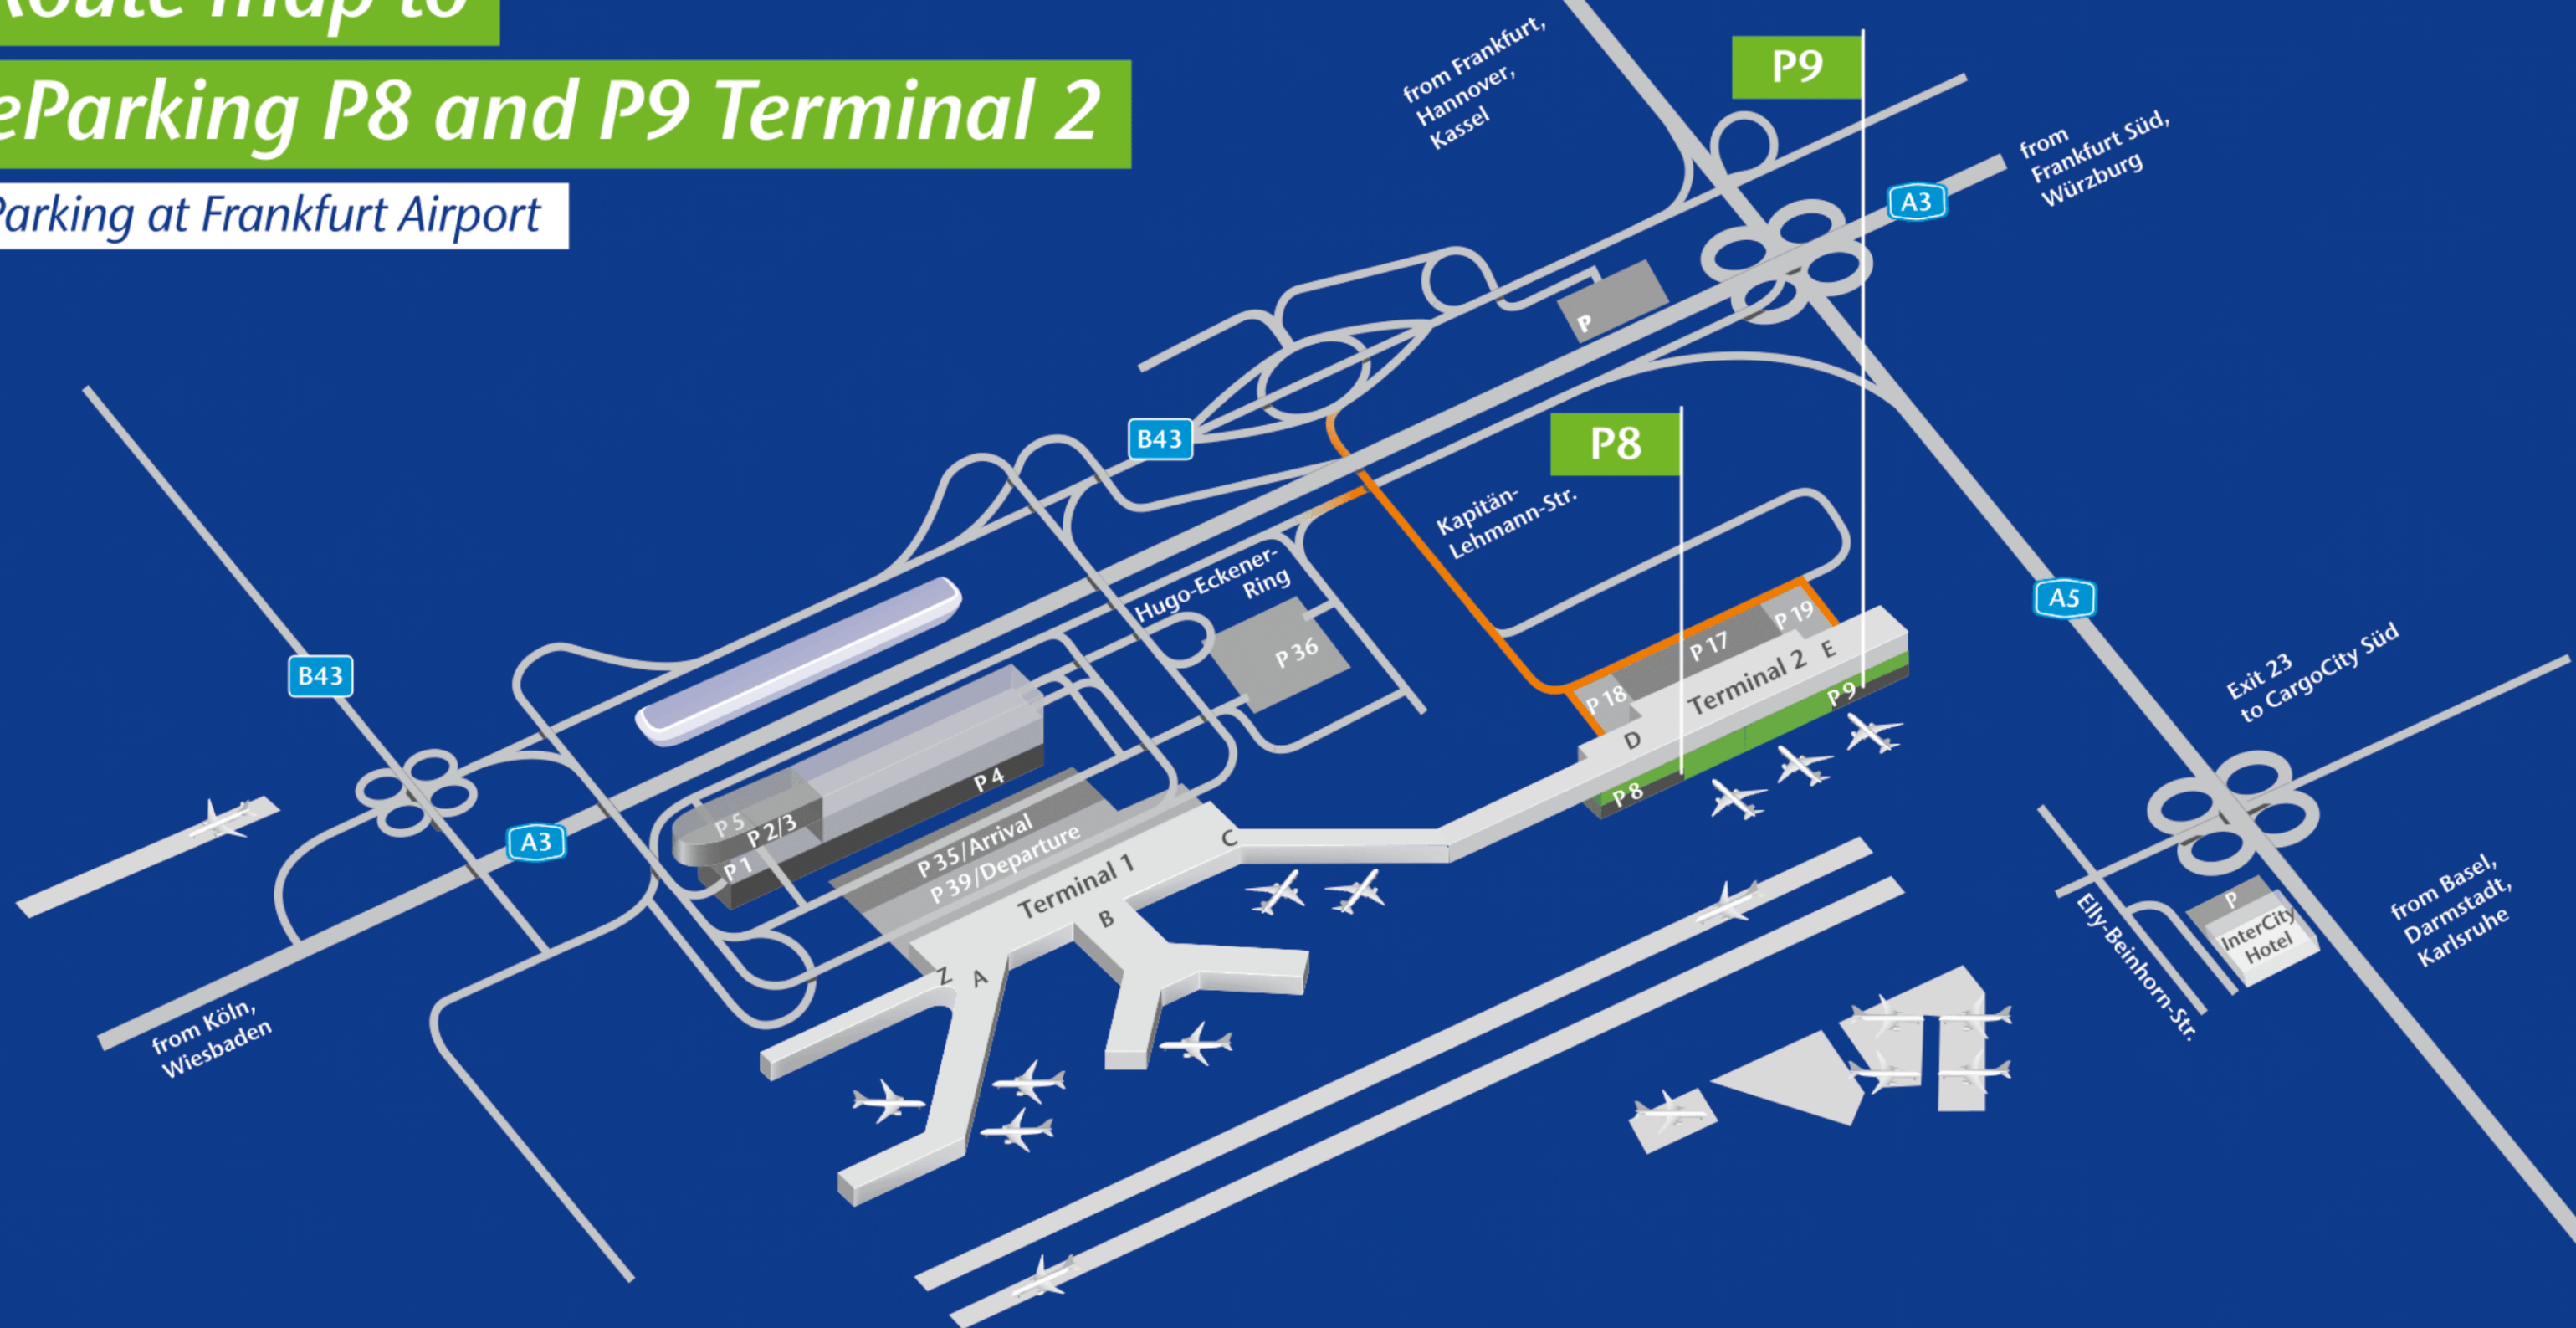 Route map to
eParking P8 and P9 Terminal 2
Parking at Frankfurt Airport
from Frankfurt,
Hannover,
Kassel
P9
from
Frankfurt Süd,
Würzburg
A3
P
B43
P8
Kapitän-
Lehmann-Str.
Hugo-Eckener-
Ring
P 36
A5
P 19
P 17
P 18
Terminal 2
E
D
P 9
P 8
Exit 23
to CargoCity Süd
B43
A3
P 5
P 2/3
P 1
P 4
P 35/Arrival
P 39/Departure
Terminal 1
C
B
Z
A
P
InterCity
Hotel
Elly-Beinhorn-Str.
from Basel,
Darmstadt,
Karlsruhe
from Köln,
Wiesbaden